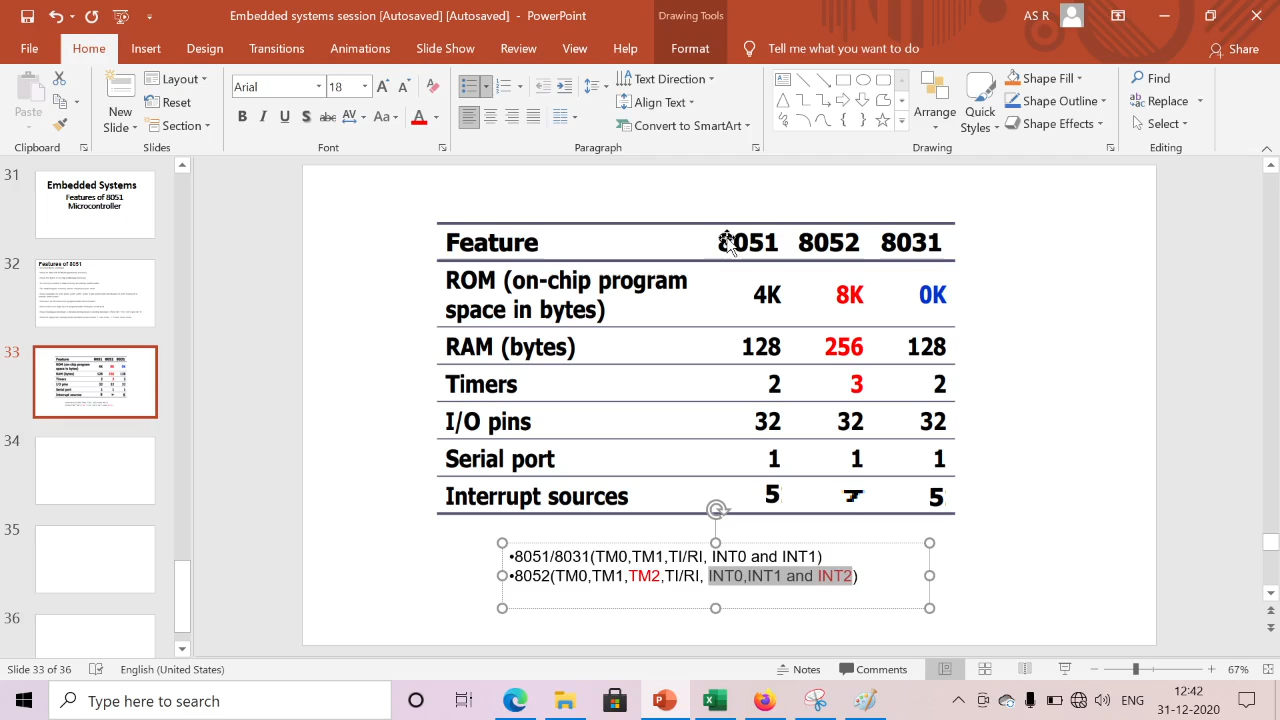 Embedded systems session [Autosaved] [Autosaved] - PowerPoint
Drawing Tools
AS R
File Home Insert Design Transitions Animations Slide Show Review View Help Format Tell me what you want to do Share
Paste
New Slide
Layout
Reset
Section
Arial 18
B I U S abc AV Aa A
Text Direction
Align Text
Convert to SmartArt
Arrange
Quick Styles
Shape Fill
Shape Outline
Shape Effects
Find
Replace
Select
Clipboard Slides Font Paragraph Drawing Editing
31
Embedded Systems
Features of 8051
Microcontroller
32
Features of 8051
33
34
35
36
Feature 8051 8052 8031
ROM (on-chip program
space in bytes) 4K 8K 0K
RAM (bytes) 128 256 128
Timers 2 3 2
I/O pins 32 32 32
Serial port 1 1 1
Interrupt sources 5 7 5
•8051/8031(TM0,TM1,TI/RI, INT0 and INT1)
•8052(TM0,TM1,TM2,TI/RI, INT0,INT1 and INT2)
Slide 33 of 36 English (United States) Notes Comments 67%
Type here to search
ENG
12:42
31-12-2020